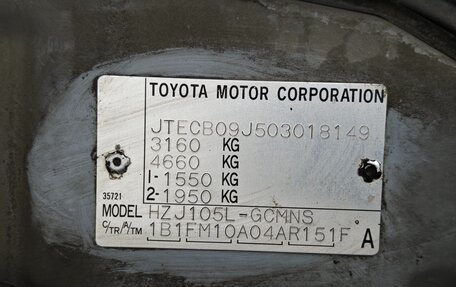 TOYOTA MOTOR CORPORATION
JTECB09J503018149
3160 KG
4660 KG
1- 1550 KG
35721 2- 1950 KG
MODEL HZJ105L-GCMNS
C/TR/A/TM 1B1FM10A04AR151F A